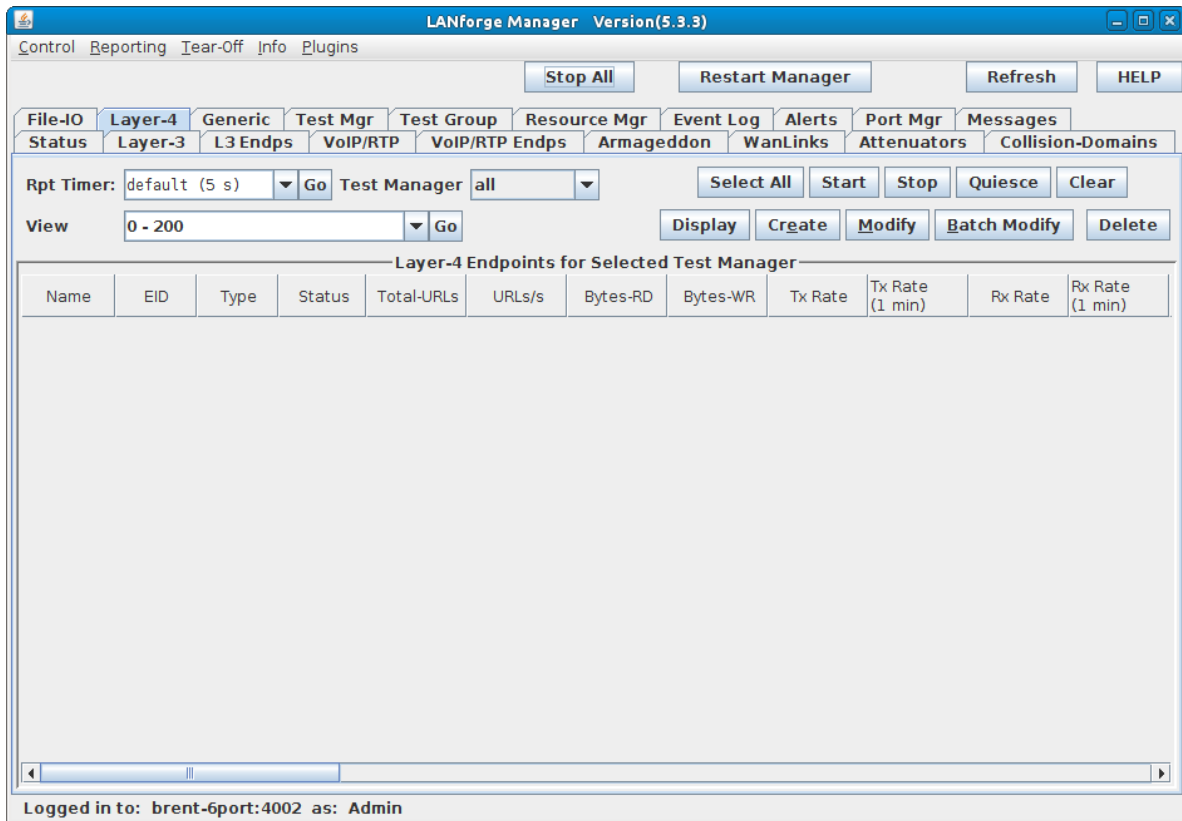 LANforge Manager Version(5.3.3)
Control Reporting Tear-Off Info Plugins
Stop All Restart Manager Refresh HELP
File-IO Layer-4 Generic Test Mgr Test Group Resource Mgr Event Log Alerts Port Mgr Messages
Status Layer-3 L3 Endps VoIP/RTP VoIP/RTP Endps Armageddon WanLinks Attenuators Collision-Domains
Rpt Timer: default (5 s) Go Test Manager all Select All Start Stop Quiesce Clear
View 0 - 200 Go Display Create Modify Batch Modify Delete
Layer-4 Endpoints for Selected Test Manager
Name EID Type Status Total-URLs URLs/s Bytes-RD Bytes-WR Tx Rate Tx Rate (1 min) Rx Rate Rx Rate (1 min)
Logged in to: brent-6port:4002 as: Admin